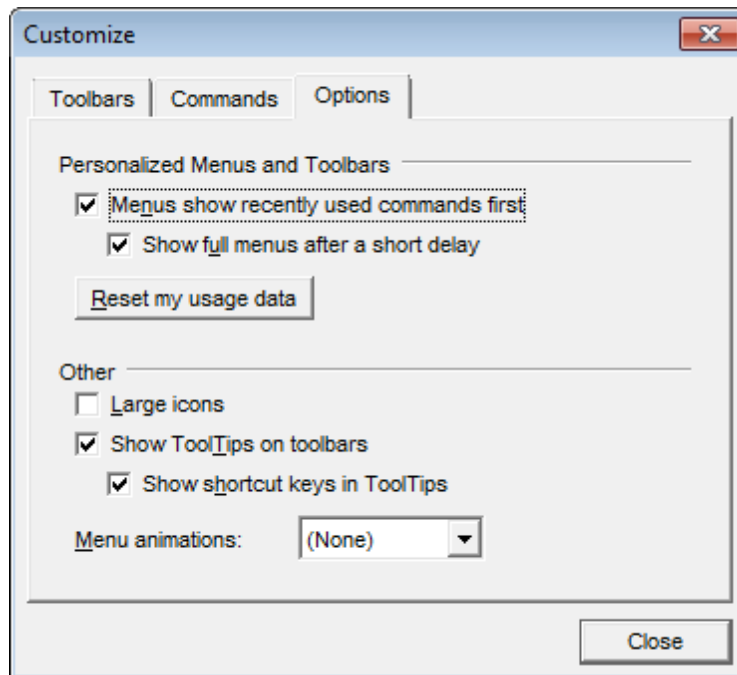 Customize
Toolbars Commands Options
Personalized Menus and Toolbars
Menus show recently used commands first
Show full menus after a short delay
Reset my usage data
Other
Large icons
Show ToolTips on toolbars
Show shortcut keys in ToolTips
Menu animations: (None)
Close